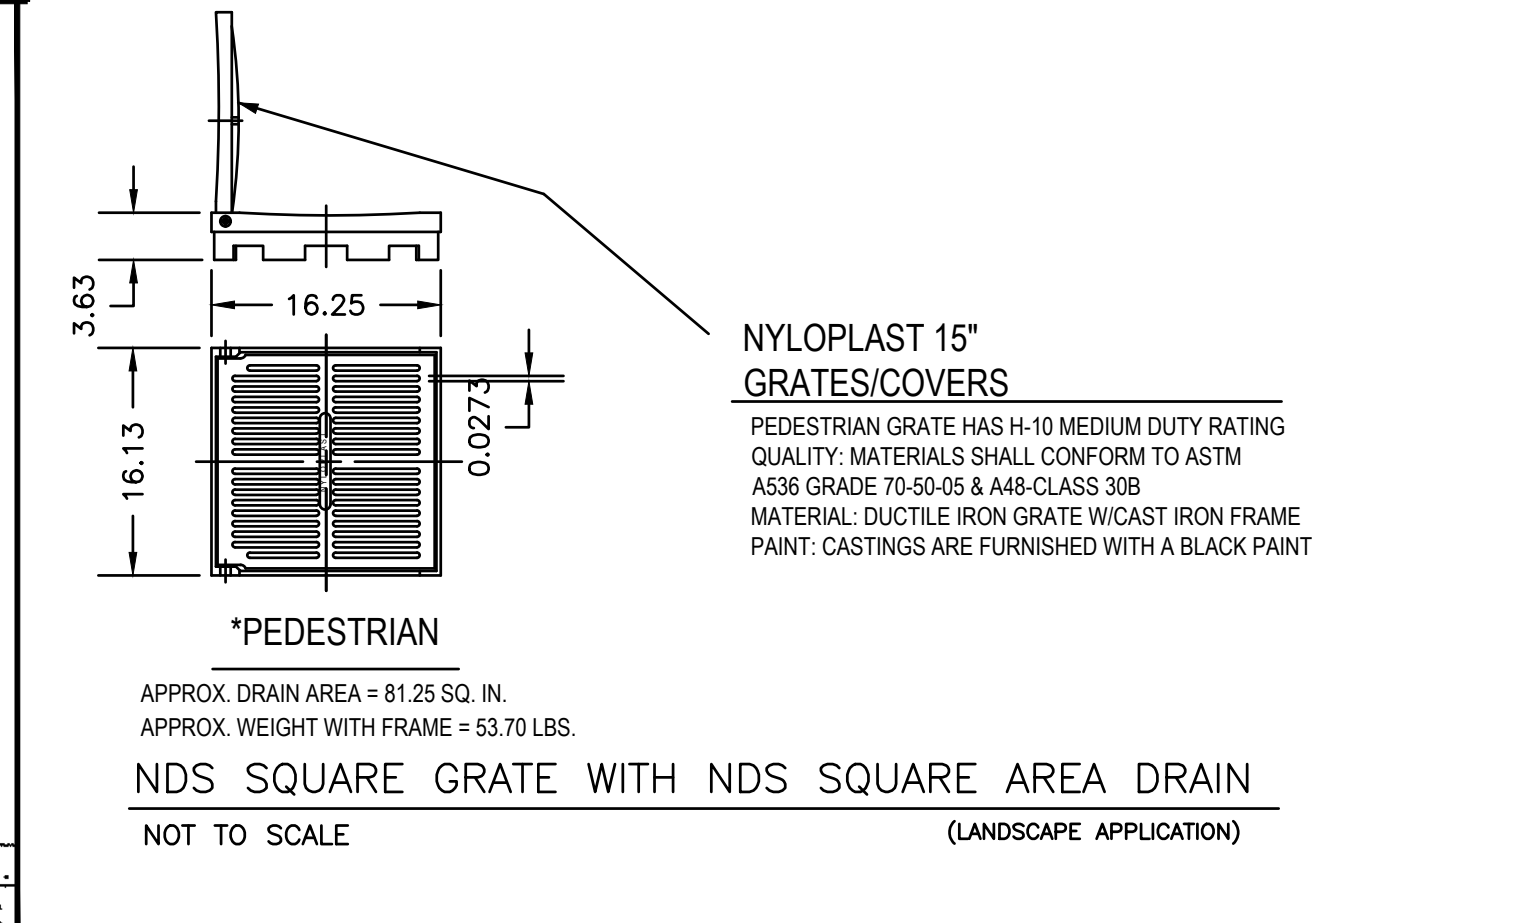 3.63
16.25
16.13
0.0273
NYLOPLAST 15"
GRATES/COVERS
PEDESTRIAN GRATE HAS H-10 MEDIUM DUTY RATING
QUALITY: MATERIALS SHALL CONFORM TO ASTM
A536 GRADE 70-50-05 & A48-CLASS 30B
MATERIAL: DUCTILE IRON GRATE W/CAST IRON FRAME
PAINT: CASTINGS ARE FURNISHED WITH A BLACK PAINT
*PEDESTRIAN
APPROX. DRAIN AREA = 81.25 SQ. IN.
APPROX. WEIGHT WITH FRAME = 53.70 LBS.
NDS SQUARE GRATE WITH NDS SQUARE AREA DRAIN
NOT TO SCALE
(LANDSCAPE APPLICATION)